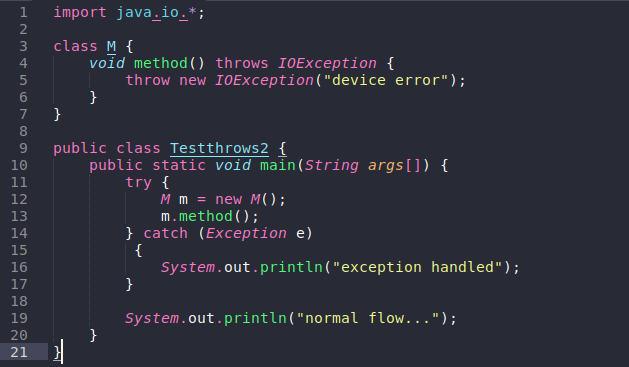 1 import java.io.*;
2
3 class M {
4     void method() throws IOException {
5         throw new IOException("device error");
6     }
7 }
8
9 public class Testthrows2 {
10     public static void main(String args[]) {
11         try {
12             M m = new M();
13             m.method();
14         } catch (Exception e)
15          {
16             System.out.println("exception handled");
17         }
18
19         System.out.println("normal flow...");
20     }
21 }